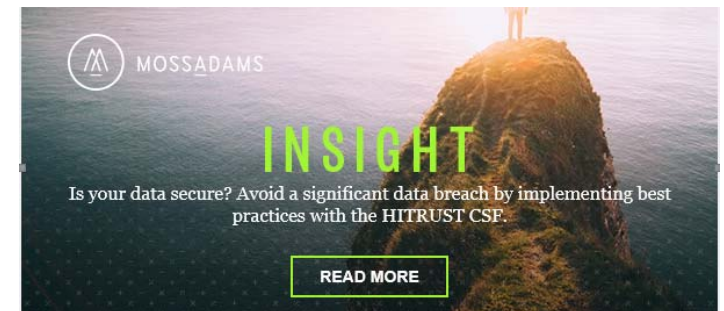 MOSSADAMS
INSIGHT
Is your data secure? Avoid a significant data breach by implementing best
practices with the HITRUST CSF.
READ MORE